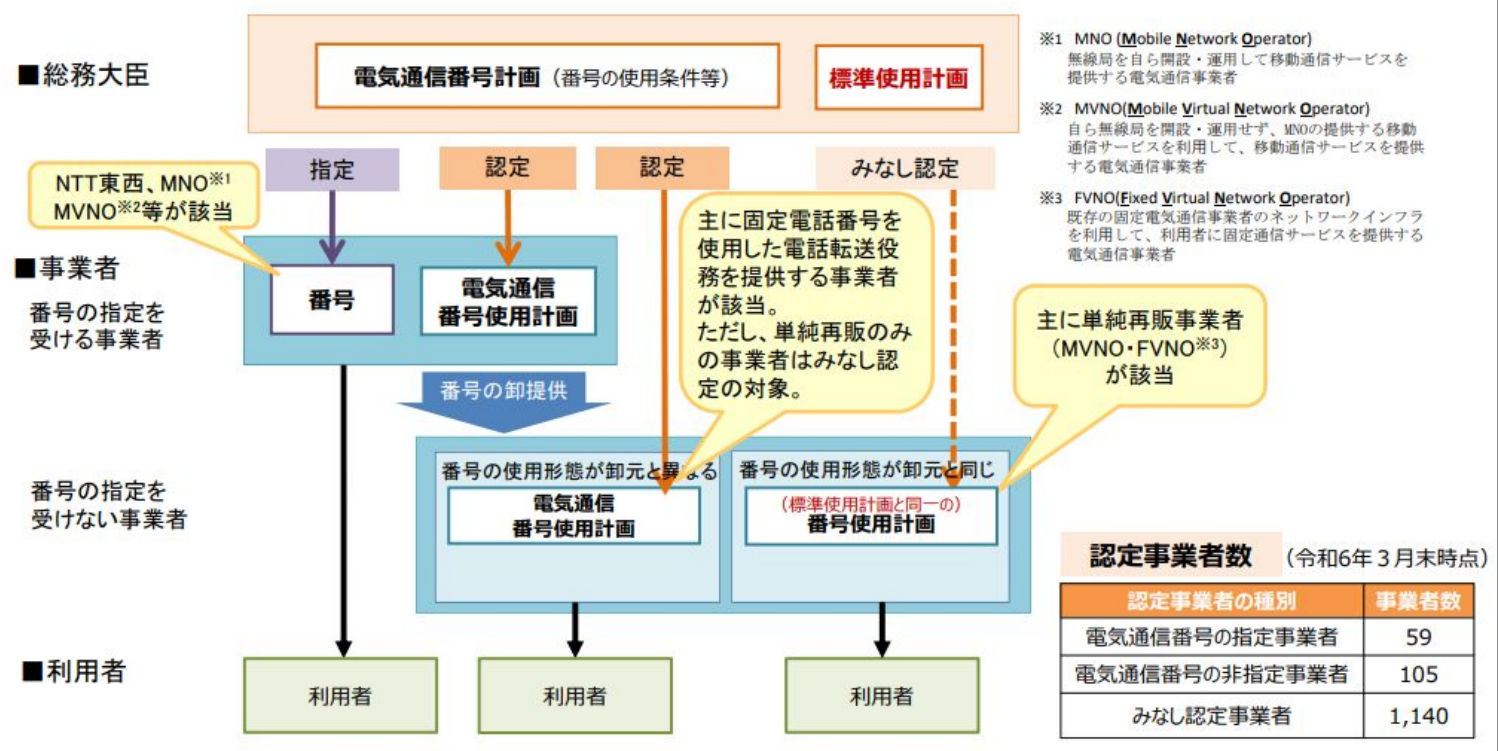 ■総務大臣
電気通信番号計画（番号の使用条件等）
標準使用計画
※1 MNO (Mobile Network Operator)
無線局を自ら開設・運用して移動通信サービスを
提供する電気通信事業者
※2 MVNO(Mobile Virtual Network Operator)
自ら無線局を開設・運用せず、MNOの提供する移動
通信サービスを利用して、移動通信サービスを提供
する電気通信事業者
※3 FVNO(Fixed Virtual Network Operator)
既存の固定電気通信事業者のネットワークインフラ
を利用して、利用者に固定通信サービスを提供する
電気通信事業者
指定
認定
認定
みなし認定
NTT東西、MNO※1
MVNO※2等が該当
■事業者
番号の指定を
受ける事業者
番号
電気通信
番号使用計画
主に固定電話番号を
使用した電話転送役
務を提供する事業者
が該当。
ただし、単純再販のみ
の事業者はみなし認
定の対象。
主に単純再販事業者
（MVNO・FVNO※3）
が該当
番号の卸提供
番号の指定を
受けない事業者
番号の使用形態が卸元と異なる
電気通信
番号使用計画
番号の使用形態が卸元と同じ
（標準使用計画と同一の）
番号使用計画
認定事業者数 （令和6年３月末時点）
認定事業者の種別 事業者数
電気通信番号の指定事業者 59
電気通信番号の非指定事業者 105
みなし認定事業者 1,140
■利用者
利用者
利用者
利用者